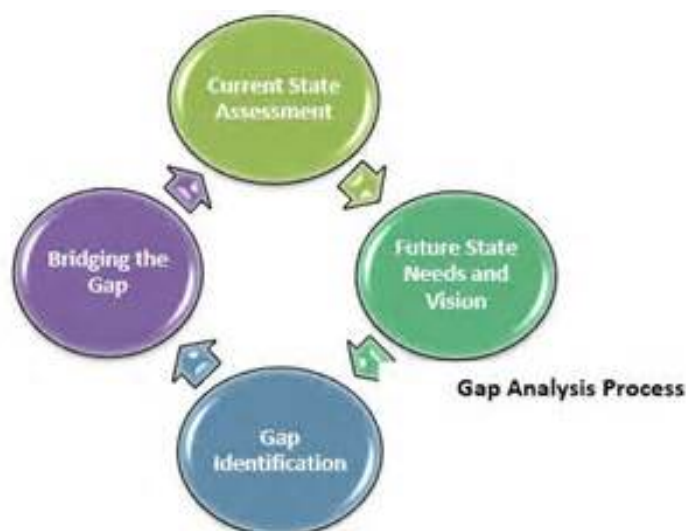 Current State
Assessment
Future State
Needs and
Vision
Gap Analysis Process
Gap
Identification
Bridging the
Gap